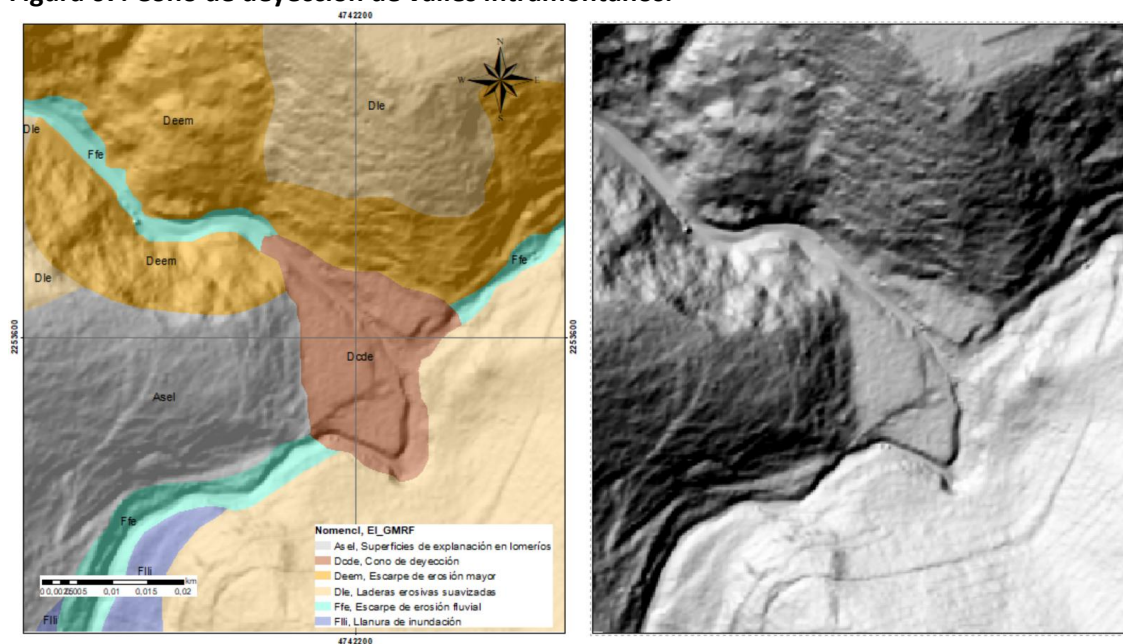 Figura 6.4 Cono de deyección de valles intramontanos.
4742200
N
W
E
S
Deem
Dle
Dle
Ffe
Deem
Ffe
Dle
2253600
2253600
Dcde
Asel
Ffe
Flli
Flli
Nomencl, El_GMRF
Asel, Superficies de explanación en lomeríos
Dcde, Cono de deyección
Deem, Escarpe de erosión mayor
Dle, Laderas erosivas suavizadas
Ffe, Escarpe de erosión fluvial
Flli, Llanura de inundación
km
0,01 0,015 0,02
4742200